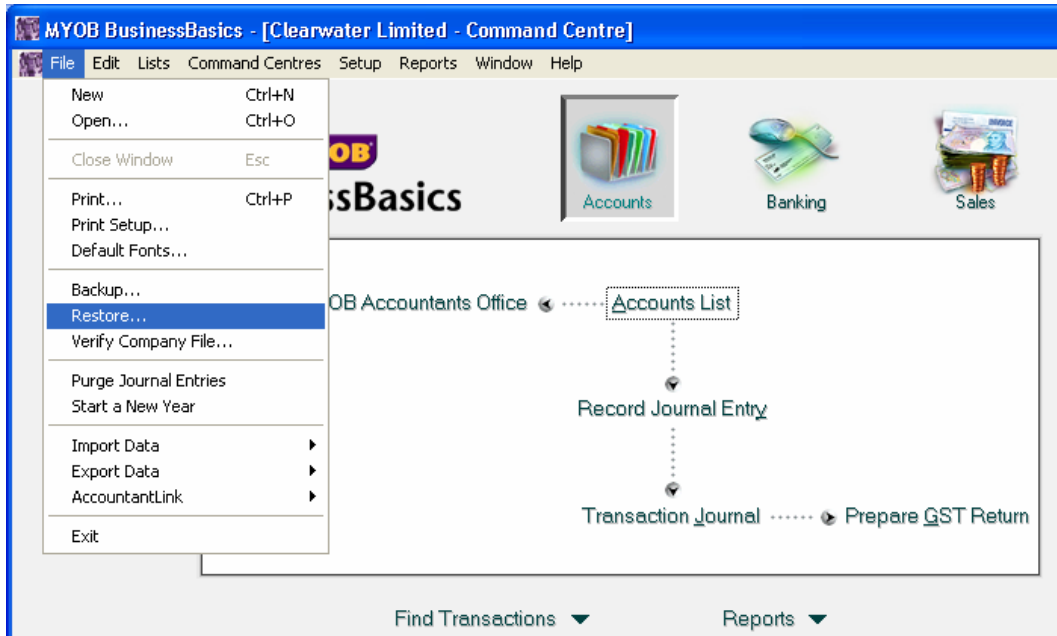 MYOB BusinessBasics - [Clearwater Limited - Command Centre]
File Edit Lists Command Centres Setup Reports Window Help
New Ctrl+N
Open... Ctrl+O
Close Window Esc
Print... Ctrl+P
Print Setup...
Default Fonts...
Backup...
Restore...
Verify Company File...
Purge Journal Entries
Start a New Year
Import Data
Export Data
AccountantLink
Exit
OB
ssBasics
Accounts Banking Sales
INVOICE
OB Accountants Office Accounts List
Record Journal Entry
Transaction Journal Prepare GST Return
Find Transactions Reports